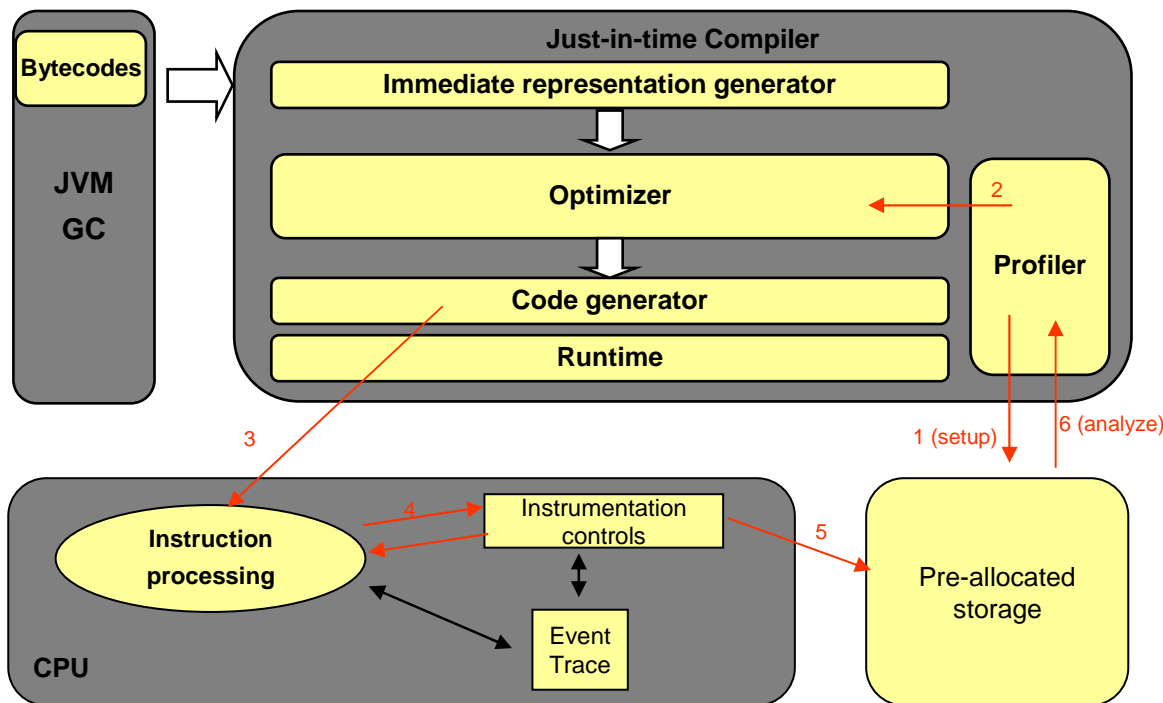 Bytecodes
JVM
GC
Just-in-time Compiler
Immediate representation generator
Optimizer
2
Profiler
Code generator
Runtime
3
1 (setup)
6 (analyze)
Instruction
processing
4
Instrumentation
controls
5
Event
Trace
CPU
Pre-allocated
storage